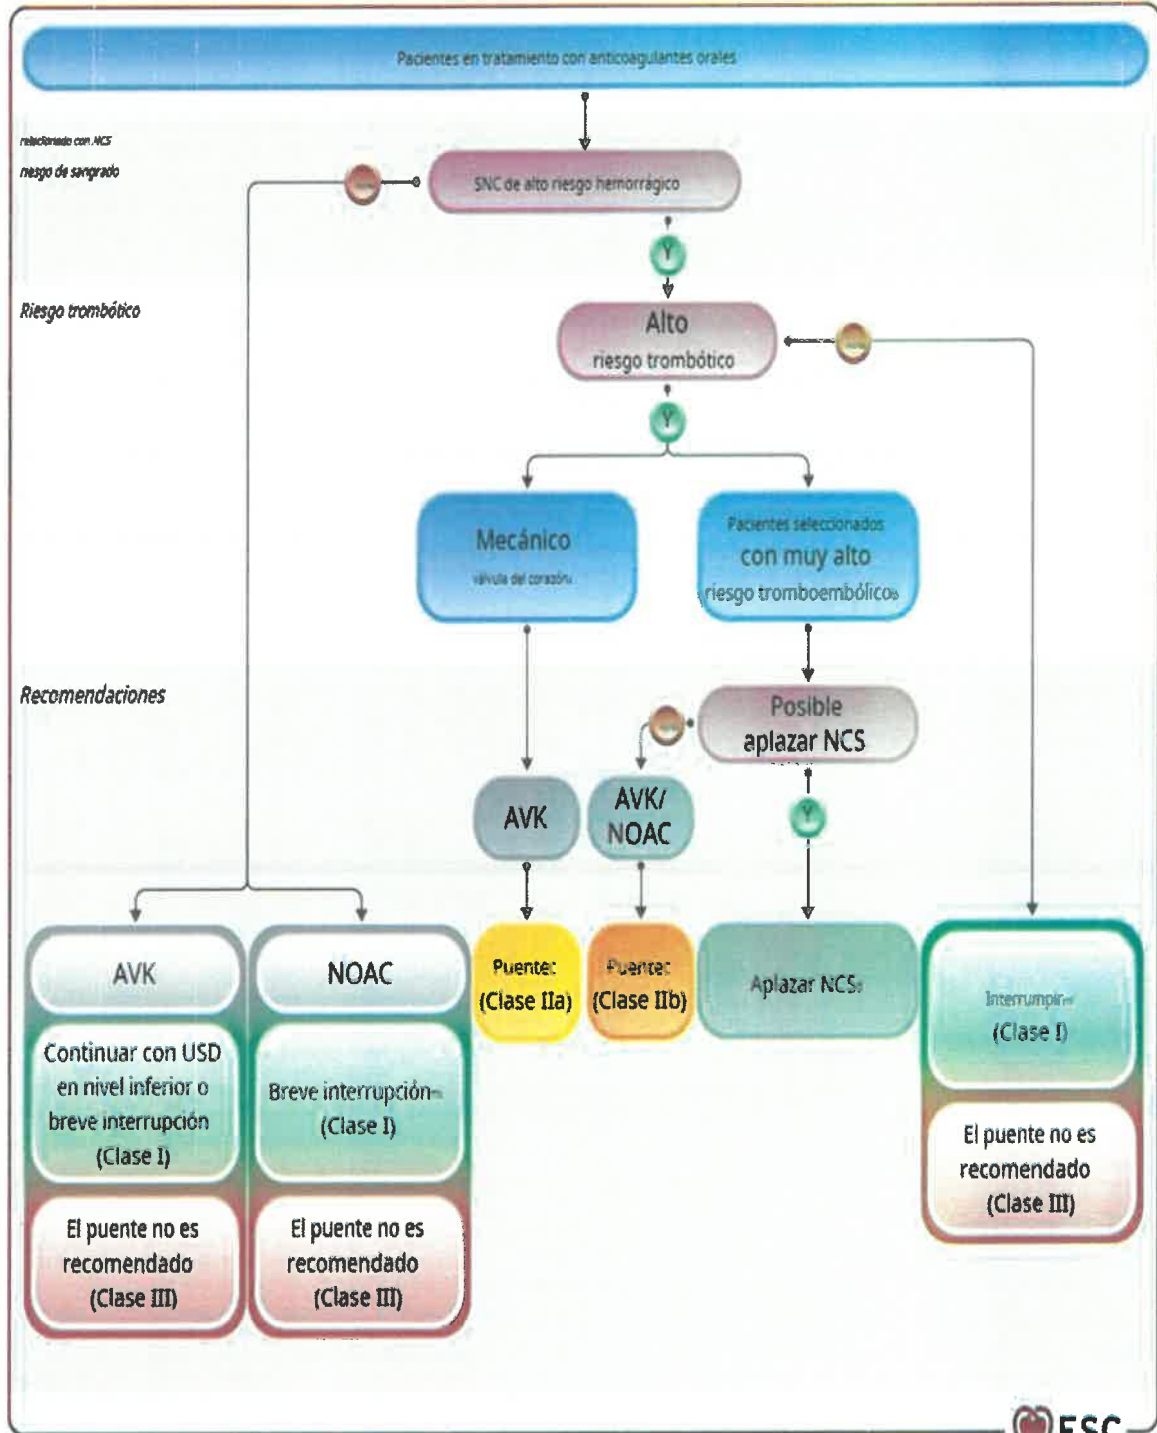 Pacientes en tratamiento con anticoagulantes orales
relacionado con NCS
riesgo de sangrado
SNC de alto riesgo hemorrágico
Y
Riesgo trombótico
Alto
riesgo trombótico
Y
Mecánico
válvula del corazón
Pacientes seleccionados
con muy alto
riesgo tromboembólico
Recomendaciones
Posible
aplazar NCS
AVK
AVK/
NOAC
Y
AVK
Continuar con USD
en nivel inferior o
breve interrupción
(Clase I)
El puente no es
recomendado
(Clase III)
NOAC
Breve interrupción
(Clase I)
El puente no es
recomendado
(Clase III)
Puente
(Clase IIa)
Puente
(Clase IIb)
Aplazar NCS
Interrumpir
(Clase I)
El puente no es
recomendado
(Clase III)
ESC